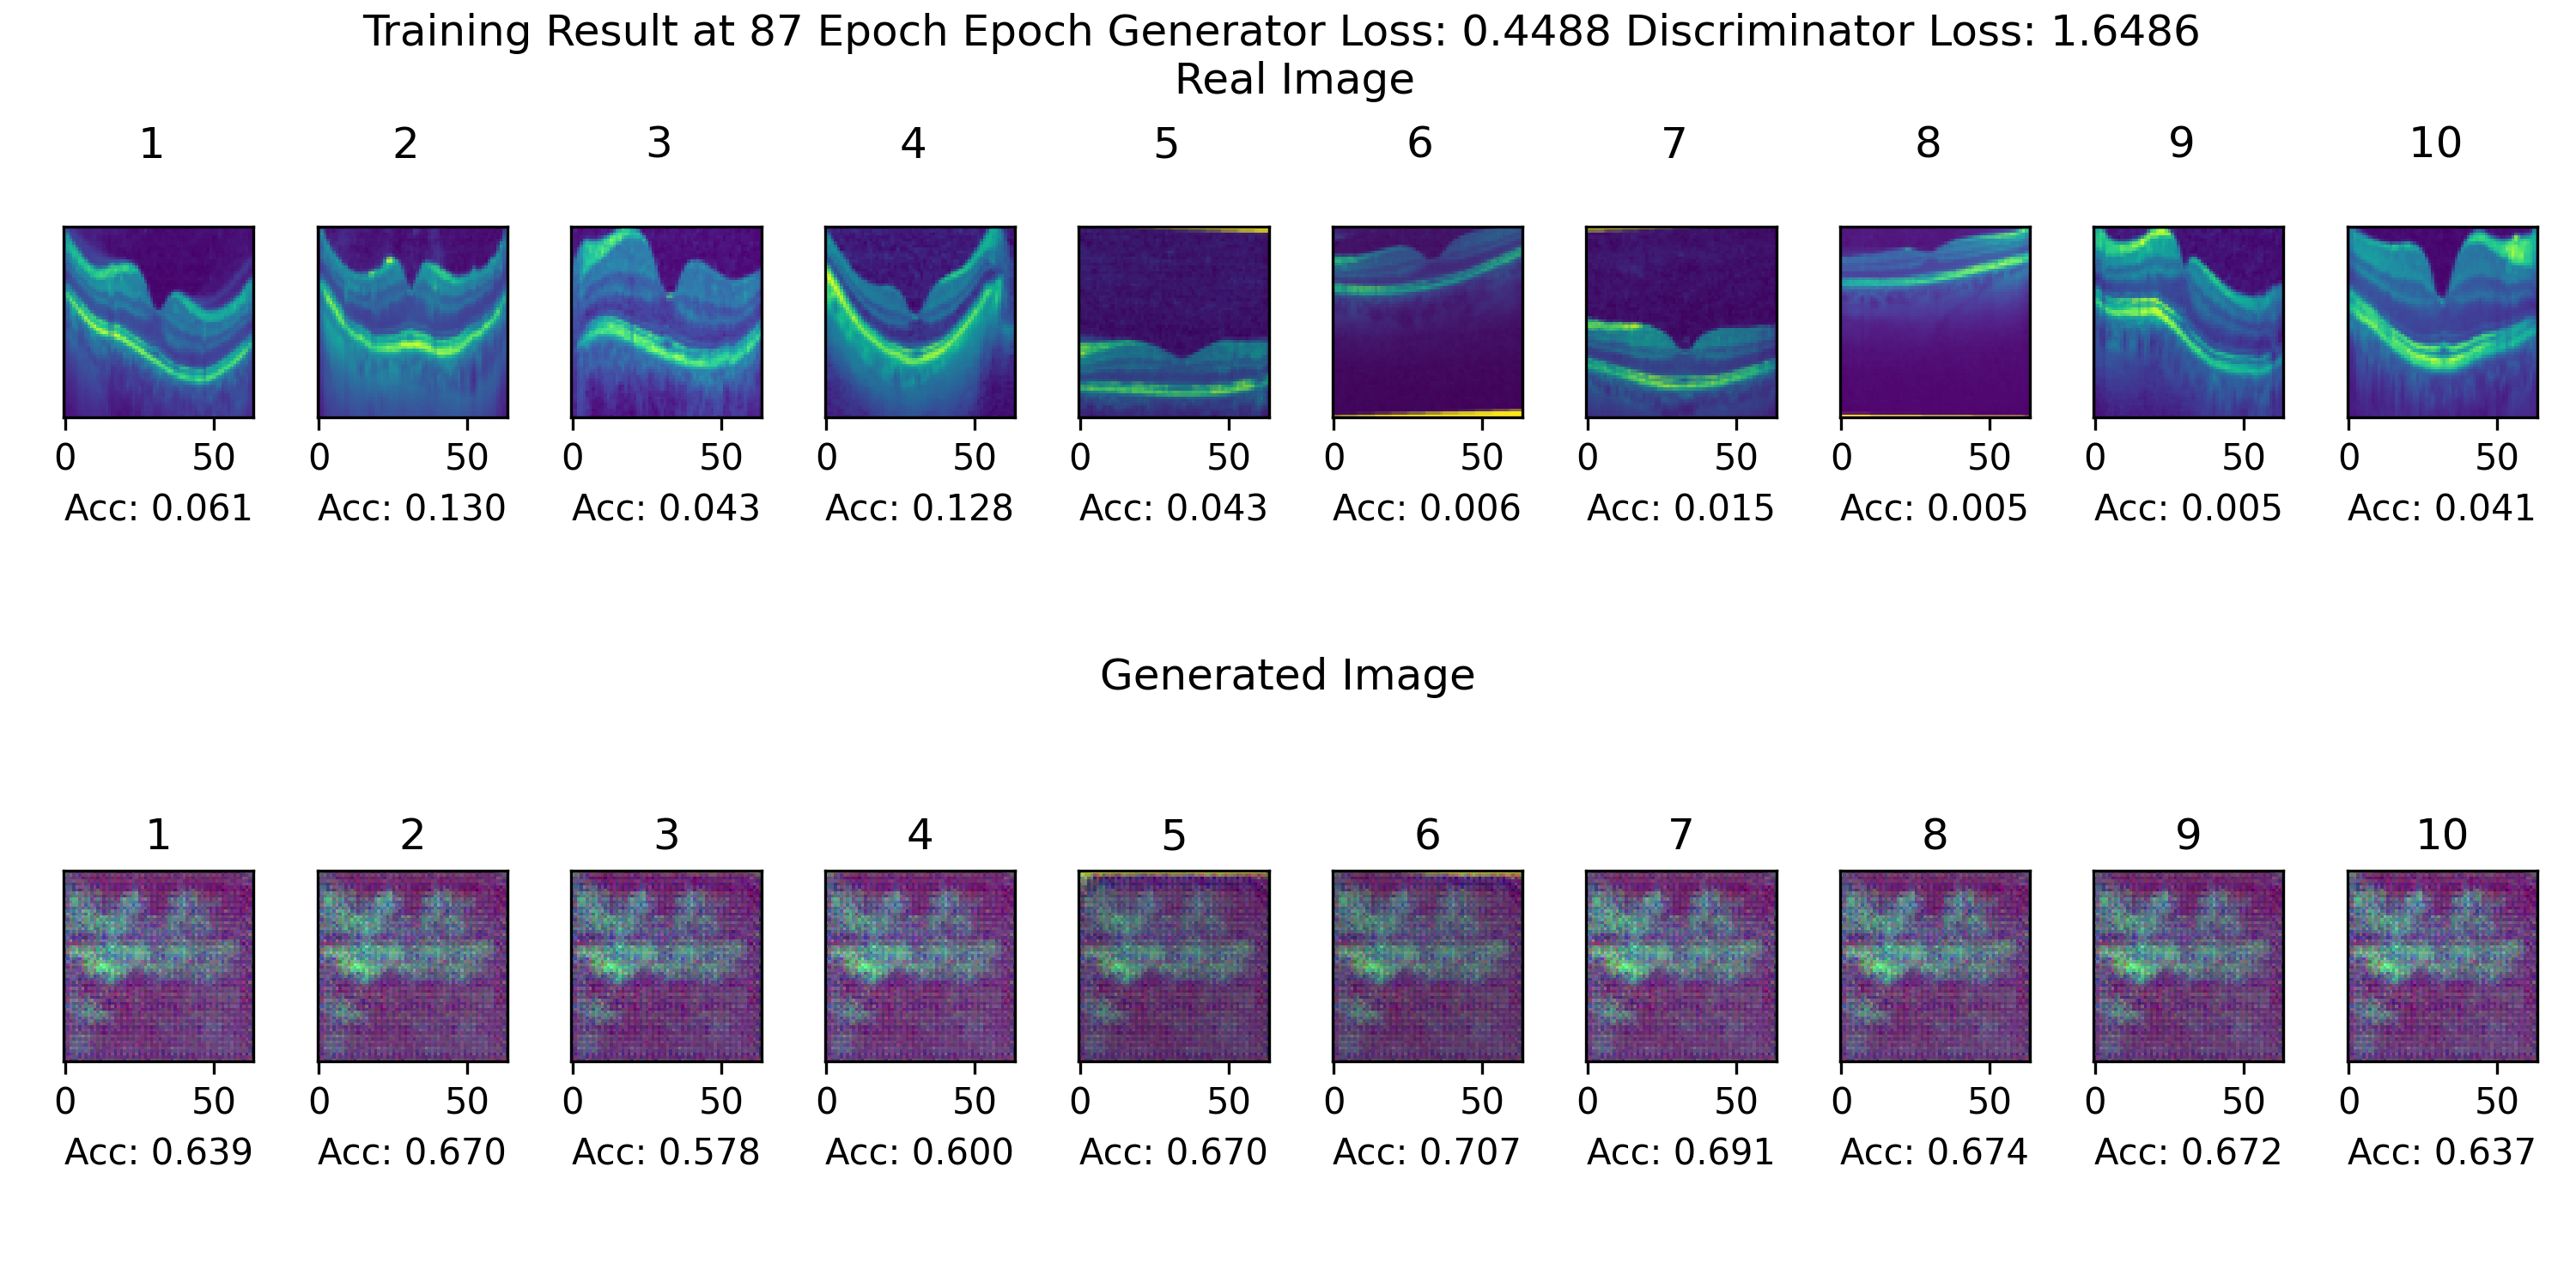 Training Result at 87 Epoch Epoch Generator Loss: 0.4488 Discriminator Loss: 1.6486
Real Image
1 2 3 4 5 6 7 8 9 10
0 50 0 50 0 50 0 50 0 50 0 50 0 50 0 50 0 50 0 50
Acc: 0.061 Acc: 0.130 Acc: 0.043 Acc: 0.128 Acc: 0.043 Acc: 0.006 Acc: 0.015 Acc: 0.005 Acc: 0.005 Acc: 0.041
Generated Image
1 2 3 4 5 6 7 8 9 10
0 50 0 50 0 50 0 50 0 50 0 50 0 50 0 50 0 50 0 50
Acc: 0.639 Acc: 0.670 Acc: 0.578 Acc: 0.600 Acc: 0.670 Acc: 0.707 Acc: 0.691 Acc: 0.674 Acc: 0.672 Acc: 0.637